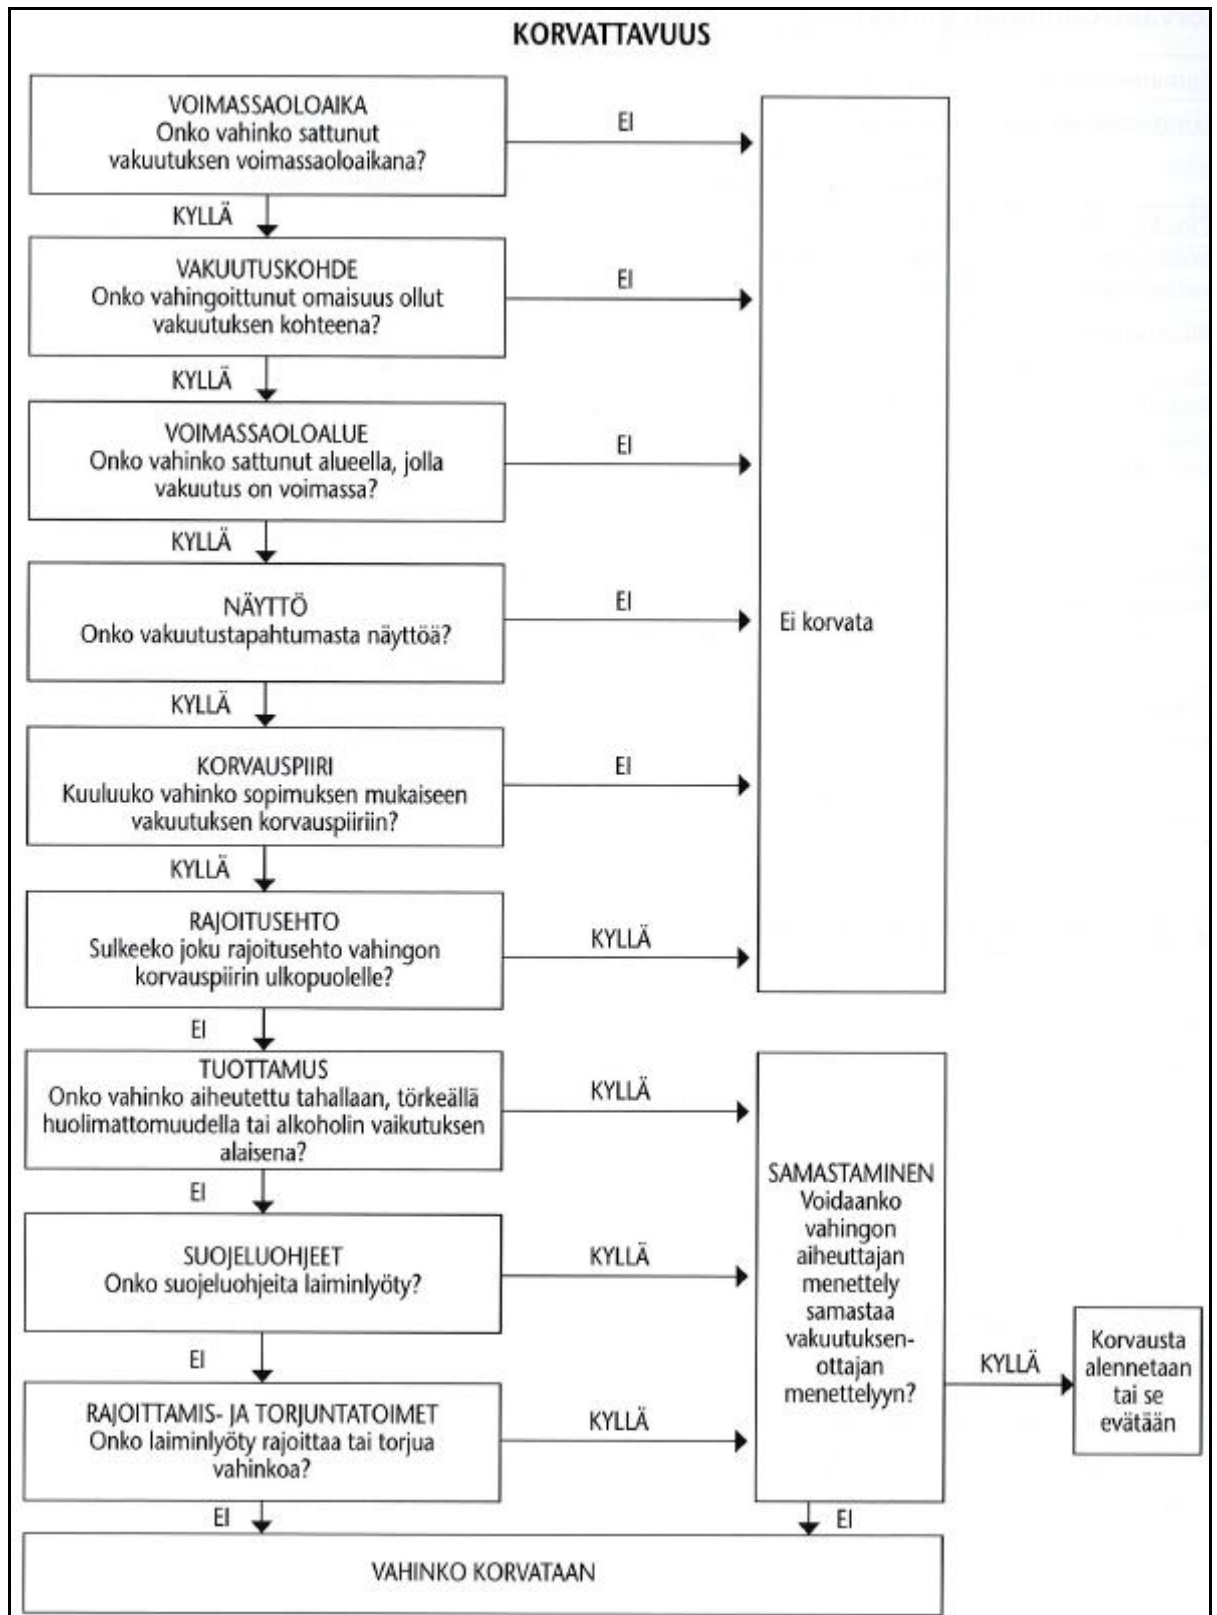 KORVATTAVUUS
VOIMASSAOLOAIKA
Onko vahinko sattunut
vakuutuksen voimassaoloaikana?
EI
KYLLÄ
VAKUUTUSKOHDE
Onko vahingoittunut omaisuus ollut
vakuutuksen kohteena?
EI
KYLLÄ
VOIMASSAOLOALUE
Onko vahinko sattunut alueella, jolla
vakuutus on voimassa?
EI
KYLLÄ
NÄYTTÖ
Onko vakuutustapahtumasta näyttöä?
EI
Ei korvata
KYLLÄ
KORVAUSPIIRI
Kuuluuko vahinko sopimuksen mukaiseen
vakuutuksen korvauspiiriin?
EI
KYLLÄ
RAJOITUSEHTO
Sulkeeko joku rajoitusehto vahingon
korvauspiirin ulkopuolelle?
KYLLÄ
EI
TUOTTAMUS
Onko vahinko aiheutettu tahallaan, törkeällä
huolimattomuudella tai alkoholin vaikutuksen
alaisena?
KYLLÄ
EI
SUOJELUOHJEET
Onko suojeluohjeita laiminlyöty?
KYLLÄ
EI
RAJOITTAMIS- JA TORJUNTATOIMET
Onko laiminlyöty rajoittaa tai torjua
vahinkoa?
KYLLÄ
EI
SAMASTAMINEN
Voidaanko
vahingon
aiheuttajan
menettely
samastaa
vakuutuksen-
ottajan
menettelyyn?
KYLLÄ
Korvausta
alennetaan
tai se
evätään
EI
VAHINKO KORVATAAN